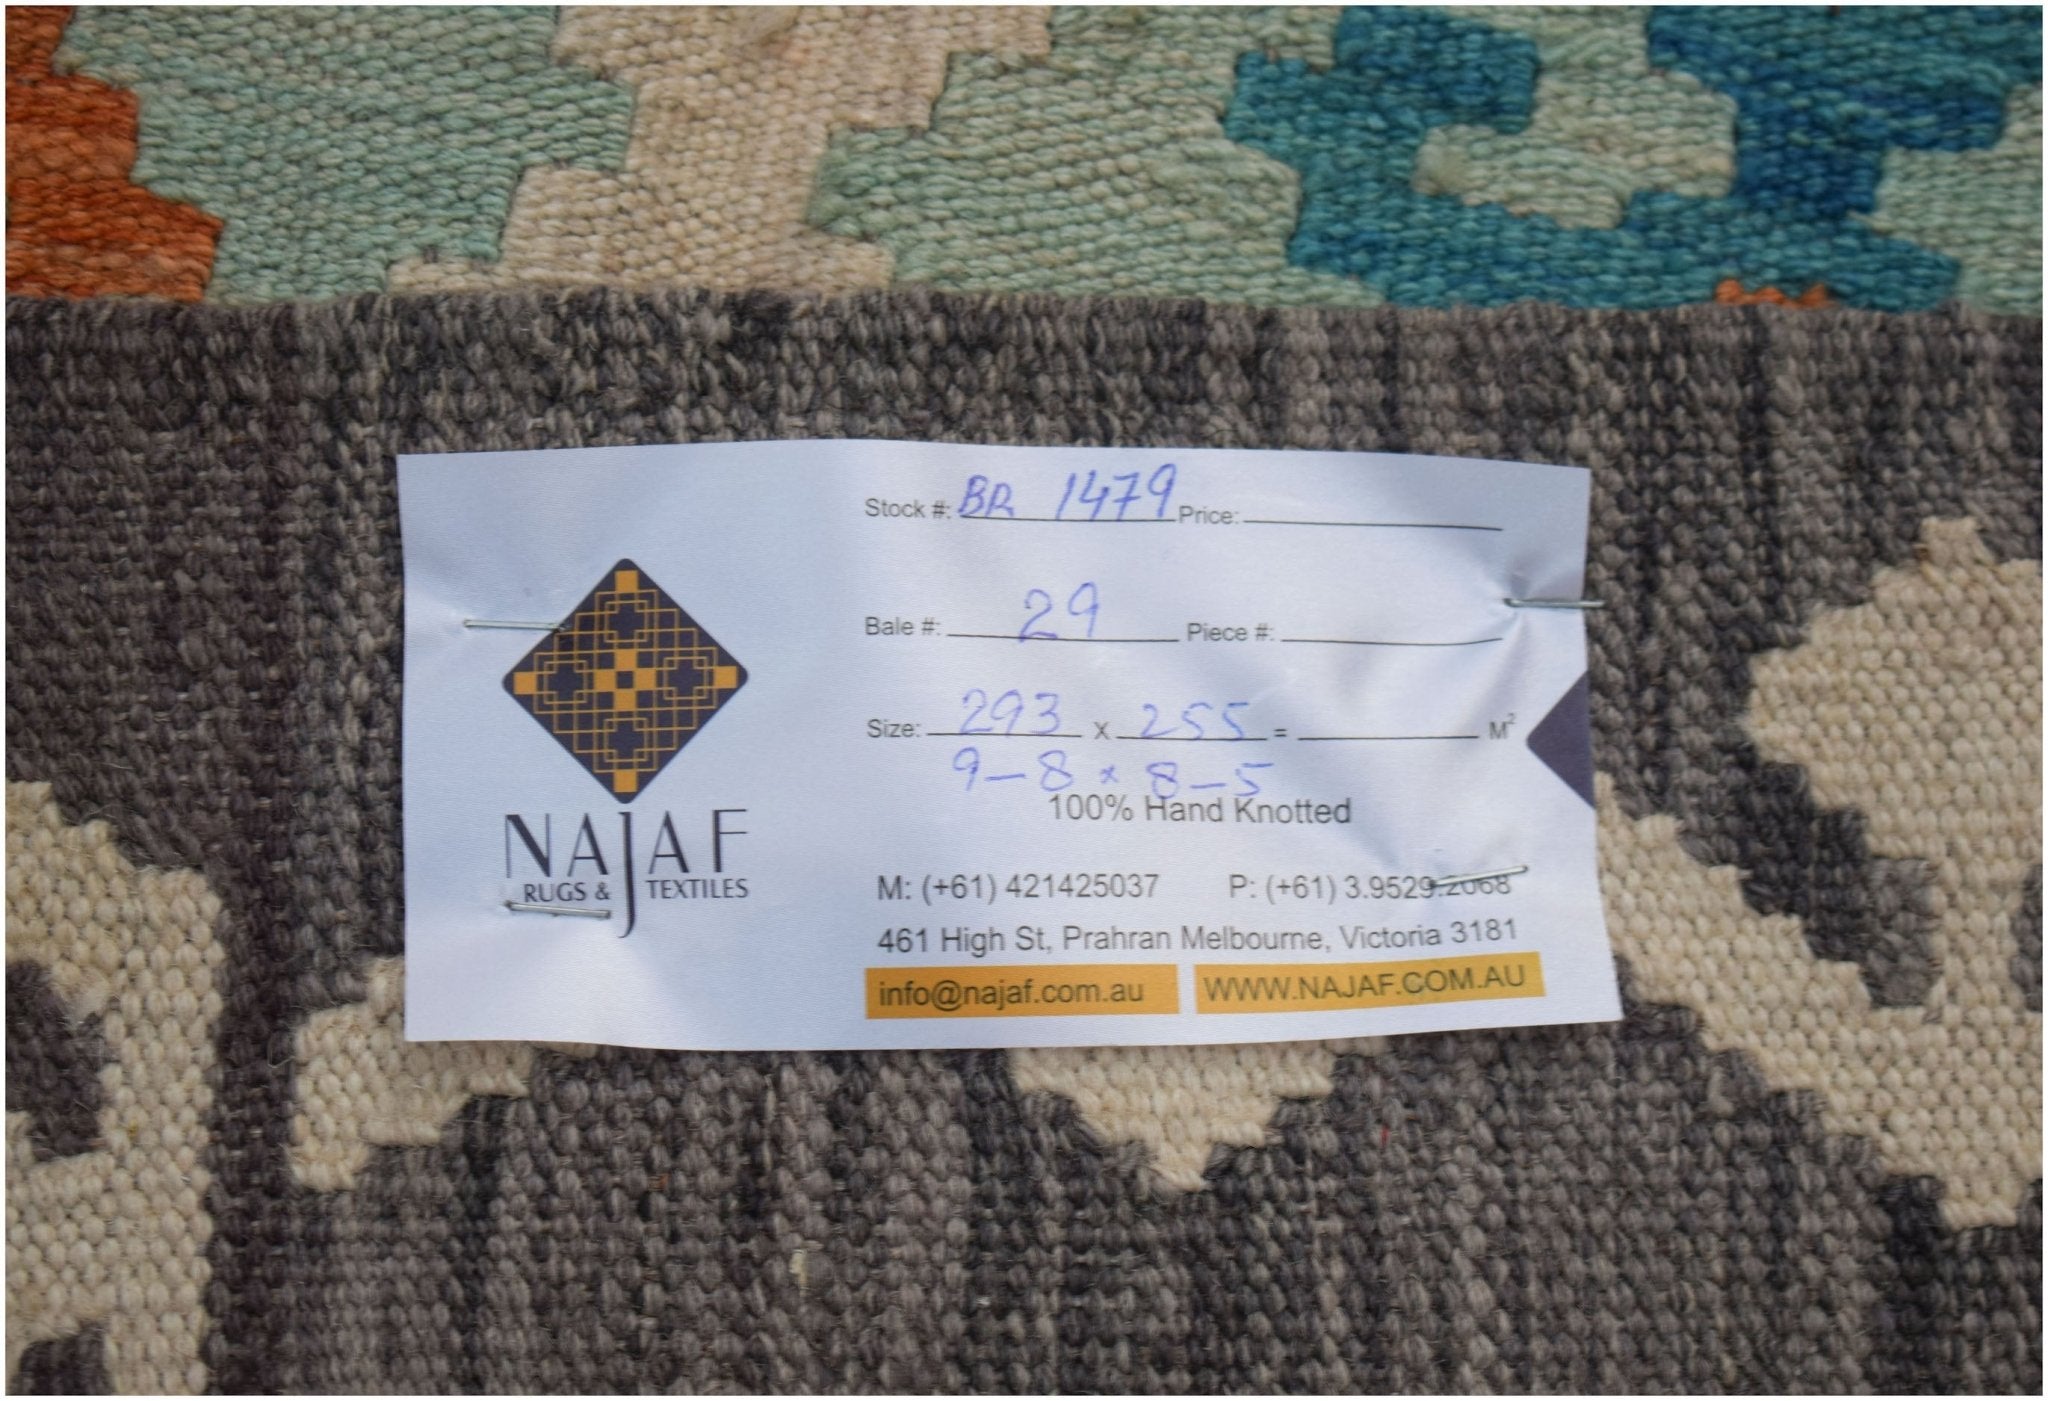 NAJAF
RUGS & TEXTILES
Stock #: BR 1479 Price:
Bale #: 29 Piece #:
Size: 293 x 255 = M²
9-8 x 8-5
100% Hand Knotted
M: (+61) 421425037 P: (+61) 3.9529.2068
461 High St, Prahran Melbourne, Victoria 3181
info@najaf.com.au WWW.NAJAF.COM.AU